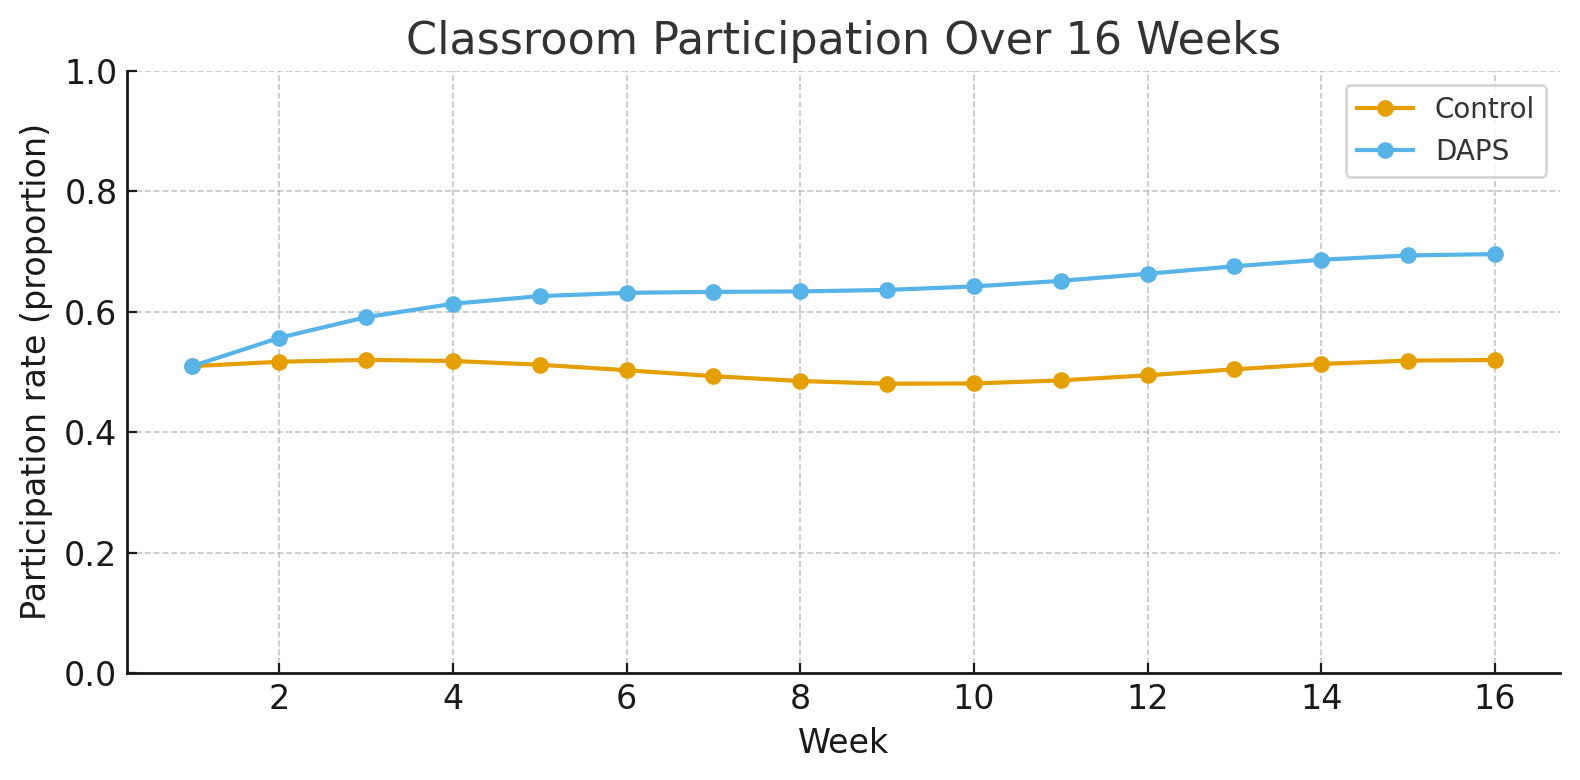 Classroom Participation Over 16 Weeks
Participation rate (proportion)
1.0
0.8
0.6
0.4
0.2
0.0
Control
DAPS
2 4 6 8 10 12 14 16
Week